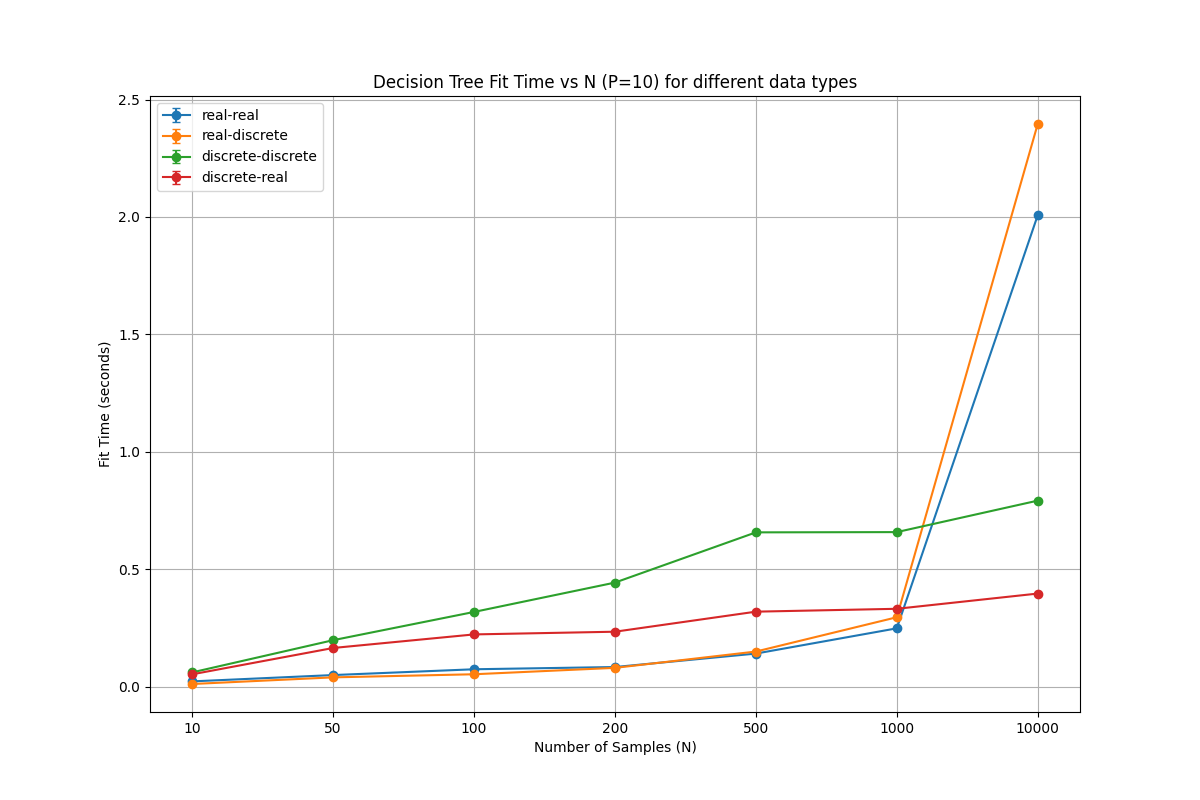 Decision Tree Fit Time vs N (P=10) for different data types
real-real
real-discrete
discrete-discrete
discrete-real
2.5
2.0
1.5
1.0
0.5
0.0
Fit Time (seconds)
10 50 100 200 500 1000 10000
Number of Samples (N)